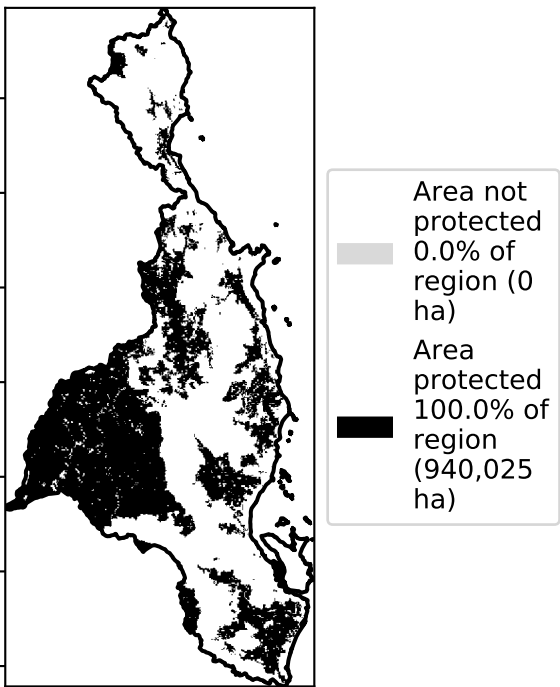 Area not
protected
0.0% of
region (0
ha)
Area
protected
100.0% of
region
(940,025
ha)